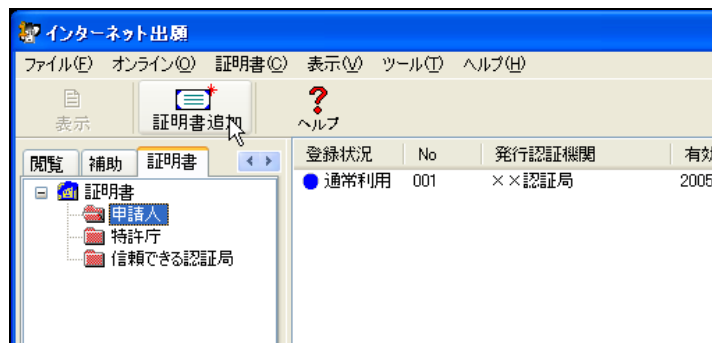 インターネット出願
ファイル(F) オンライン(O) 証明書(C) 表示(V) ツール(T) ヘルプ(H)
表示 証明書追加 ヘルプ
閲覧 補助 証明書
登録状況 No 発行認証機関 有効
証明書
通常利用 001 ××認証局 2005
申請人
特許庁
信頼できる認証局